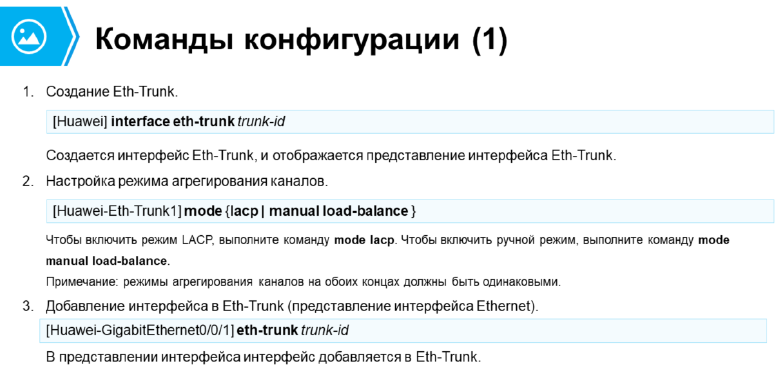 Команды конфигурации (1)
1. Создание Eth-Trunk.
[Huawei] interface eth-trunk trunk-id
Создается интерфейс Eth-Trunk, и отображается представление интерфейса Eth-Trunk.
2. Настройка режима агрегирования каналов.
[Huawei-Eth-Trunk1] mode {lacp | manual load-balance }
Чтобы включить режим LACP, выполните команду mode lacp. Чтобы включить ручной режим, выполните команду mode
manual load-balance.
Примечание: режимы агрегирования каналов на обоих концах должны быть одинаковыми.
3. Добавление интерфейса в Eth-Trunk (представление интерфейса Ethernet).
[Huawei-GigabitEthernet0/0/1] eth-trunk trunk-id
В представлении интерфейса интерфейс добавляется в Eth-Trunk.